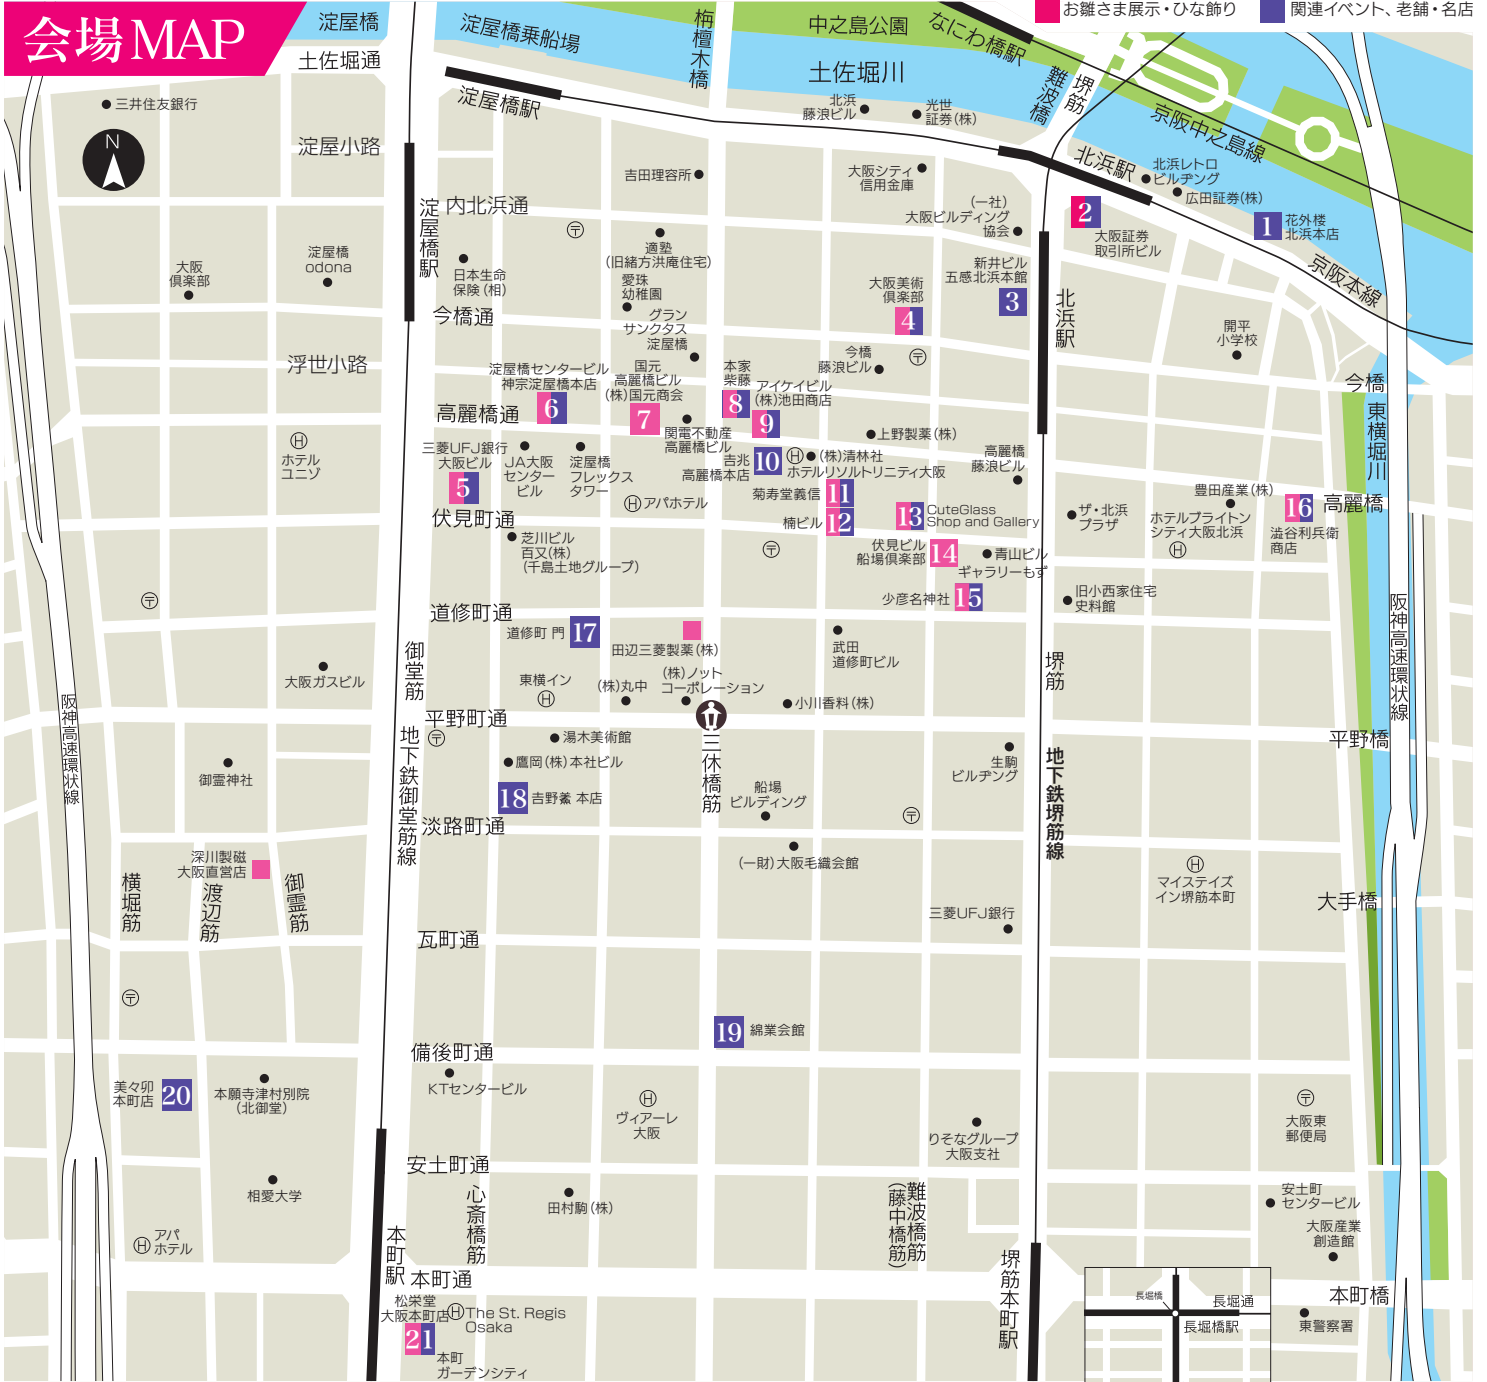 会場MAP
お雛さま展示・ひな飾り
関連イベント、老舗・名店
淀屋橋
土佐堀通
淀屋橋乗船場
栴檀木橋
中之島公園
なにわ橋駅
土佐堀川
難波橋
堺筋
京阪中之島線
三井住友銀行
N
淀屋橋駅
北浜
藤浪ビル
光世
証券(株)
淀屋小路
北浜駅
北浜レトロ
ビルヂング
広田証券(株)
吉田理容所
大阪シティ
信用金庫
(一社)
大阪ビルディング
協会
2
大阪証券
取引所ビル
1
花外楼
北浜本店
淀屋橋駅
内北浜通
〒
適塾
(旧緒方洪庵住宅)
淀屋橋
odona
大阪
倶楽部
日本生命
保険(相)
愛珠
幼稚園
新井ビル
五感北浜本館
3
大阪美術
倶楽部
4
京阪本線
北浜駅
今橋通
グラン
サンクタス
淀屋橋
開平
小学校
浮世小路
淀屋橋センタービル
神宗淀屋橋本店
6
国元
高麗橋ビル
(株)国元商会
7
本家
柴藤
8
アイケイビル
(株)池田商店
9
今橋
藤浪ビル
〒
今橋
東横堀川
高麗橋通
関電不動産
高麗橋ビル
上野製薬(株)
H
ホテル
ユニゾ
三菱UFJ銀行
大阪ビル
5
JA大阪
センター
ビル
淀屋橋
フレックス
タワー
吉兆
高麗橋本店
10
H
(株)清林社
ホテルリソルトリニティ大阪
高麗橋
藤浪ビル
H アパホテル
菊寿堂義信
11
楠ビル
12
13
CuteGlass
Shop and Gallery
ザ・北浜
プラザ
豊田産業(株)
ホテルブライトン
シティ大阪北浜
H
16
高麗橋
澁谷利兵衛
商店
伏見町通
芝川ビル
百又(株)
(千島土地グループ)
〒
伏見ビル
船場倶楽部
14
青山ビル
ギャラリーもず
少彦名神社
15
旧小西家住宅
史料館
〒
道修町通
道修町 門
17
田辺三菱製薬(株)
武田
道修町ビル
阪神高速環状線
御堂筋
大阪ガスビル
東横イン
H
(株)丸中
(株)ノット
コーポレーション
小川香料(株)
堺筋
阪神高速環状線
平野町通
〒
湯木美術館
鷹岡(株)本社ビル
三休橋筋
生駒
ビルヂング
平野橋
御霊神社
地下鉄御堂筋線
18
吉野鯗 本店
船場
ビルディング
〒
地下鉄堺筋線
淡路町通
(一財)大阪毛織会館
深川製磁
大阪直営店
横堀筋
渡辺筋
御霊筋
H
マイステイズ
イン堺筋本町
大手橋
三菱UFJ銀行
瓦町通
〒
19
綿業会館
備後町通
美々卯
本町店
20
本願寺津村別院
(北御堂)
KTセンタービル
H
ヴィアーレ
大阪
りそなグループ
大阪支社
〒
大阪東
郵便局
安土町通
相愛大学
心斎橋筋
田村駒(株)
難波橋筋
(藤中橋筋)
安土町
センタービル
大阪産業
創造館
H アパ
ホテル
本町駅
本町通
堺筋本町駅
本町橋
長堀橋
長堀通
長堀橋駅
東警察署
松栄堂
大阪本町店
21
H The St. Regis
Osaka
本町
ガーデンシティ